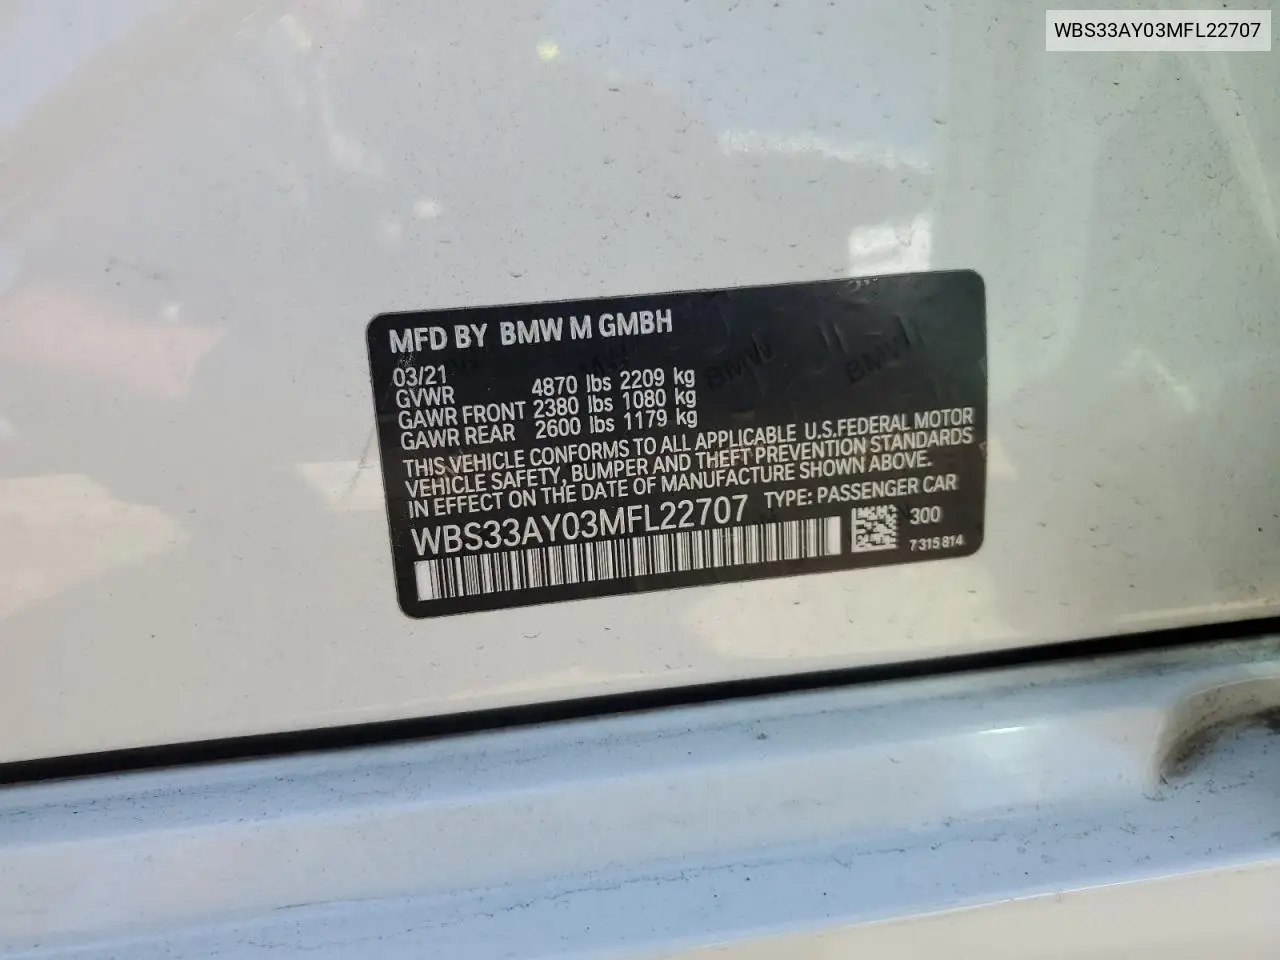 WBS33AY03MFL22707
MFD BY BMW M GMBH
03/21
GVWR 4870 lbs 2209 kg
GAWR FRONT 2380 lbs 1080 kg
GAWR REAR 2600 lbs 1179 kg
THIS VEHICLE CONFORMS TO ALL APPLICABLE U.S.FEDERAL MOTOR
VEHICLE SAFETY, BUMPER AND THEFT PREVENTION STANDARDS
IN EFFECT ON THE DATE OF MANUFACTURE SHOWN ABOVE.
WBS33AY03MFL22707 TYPE: PASSENGER CAR
300
7 315 814